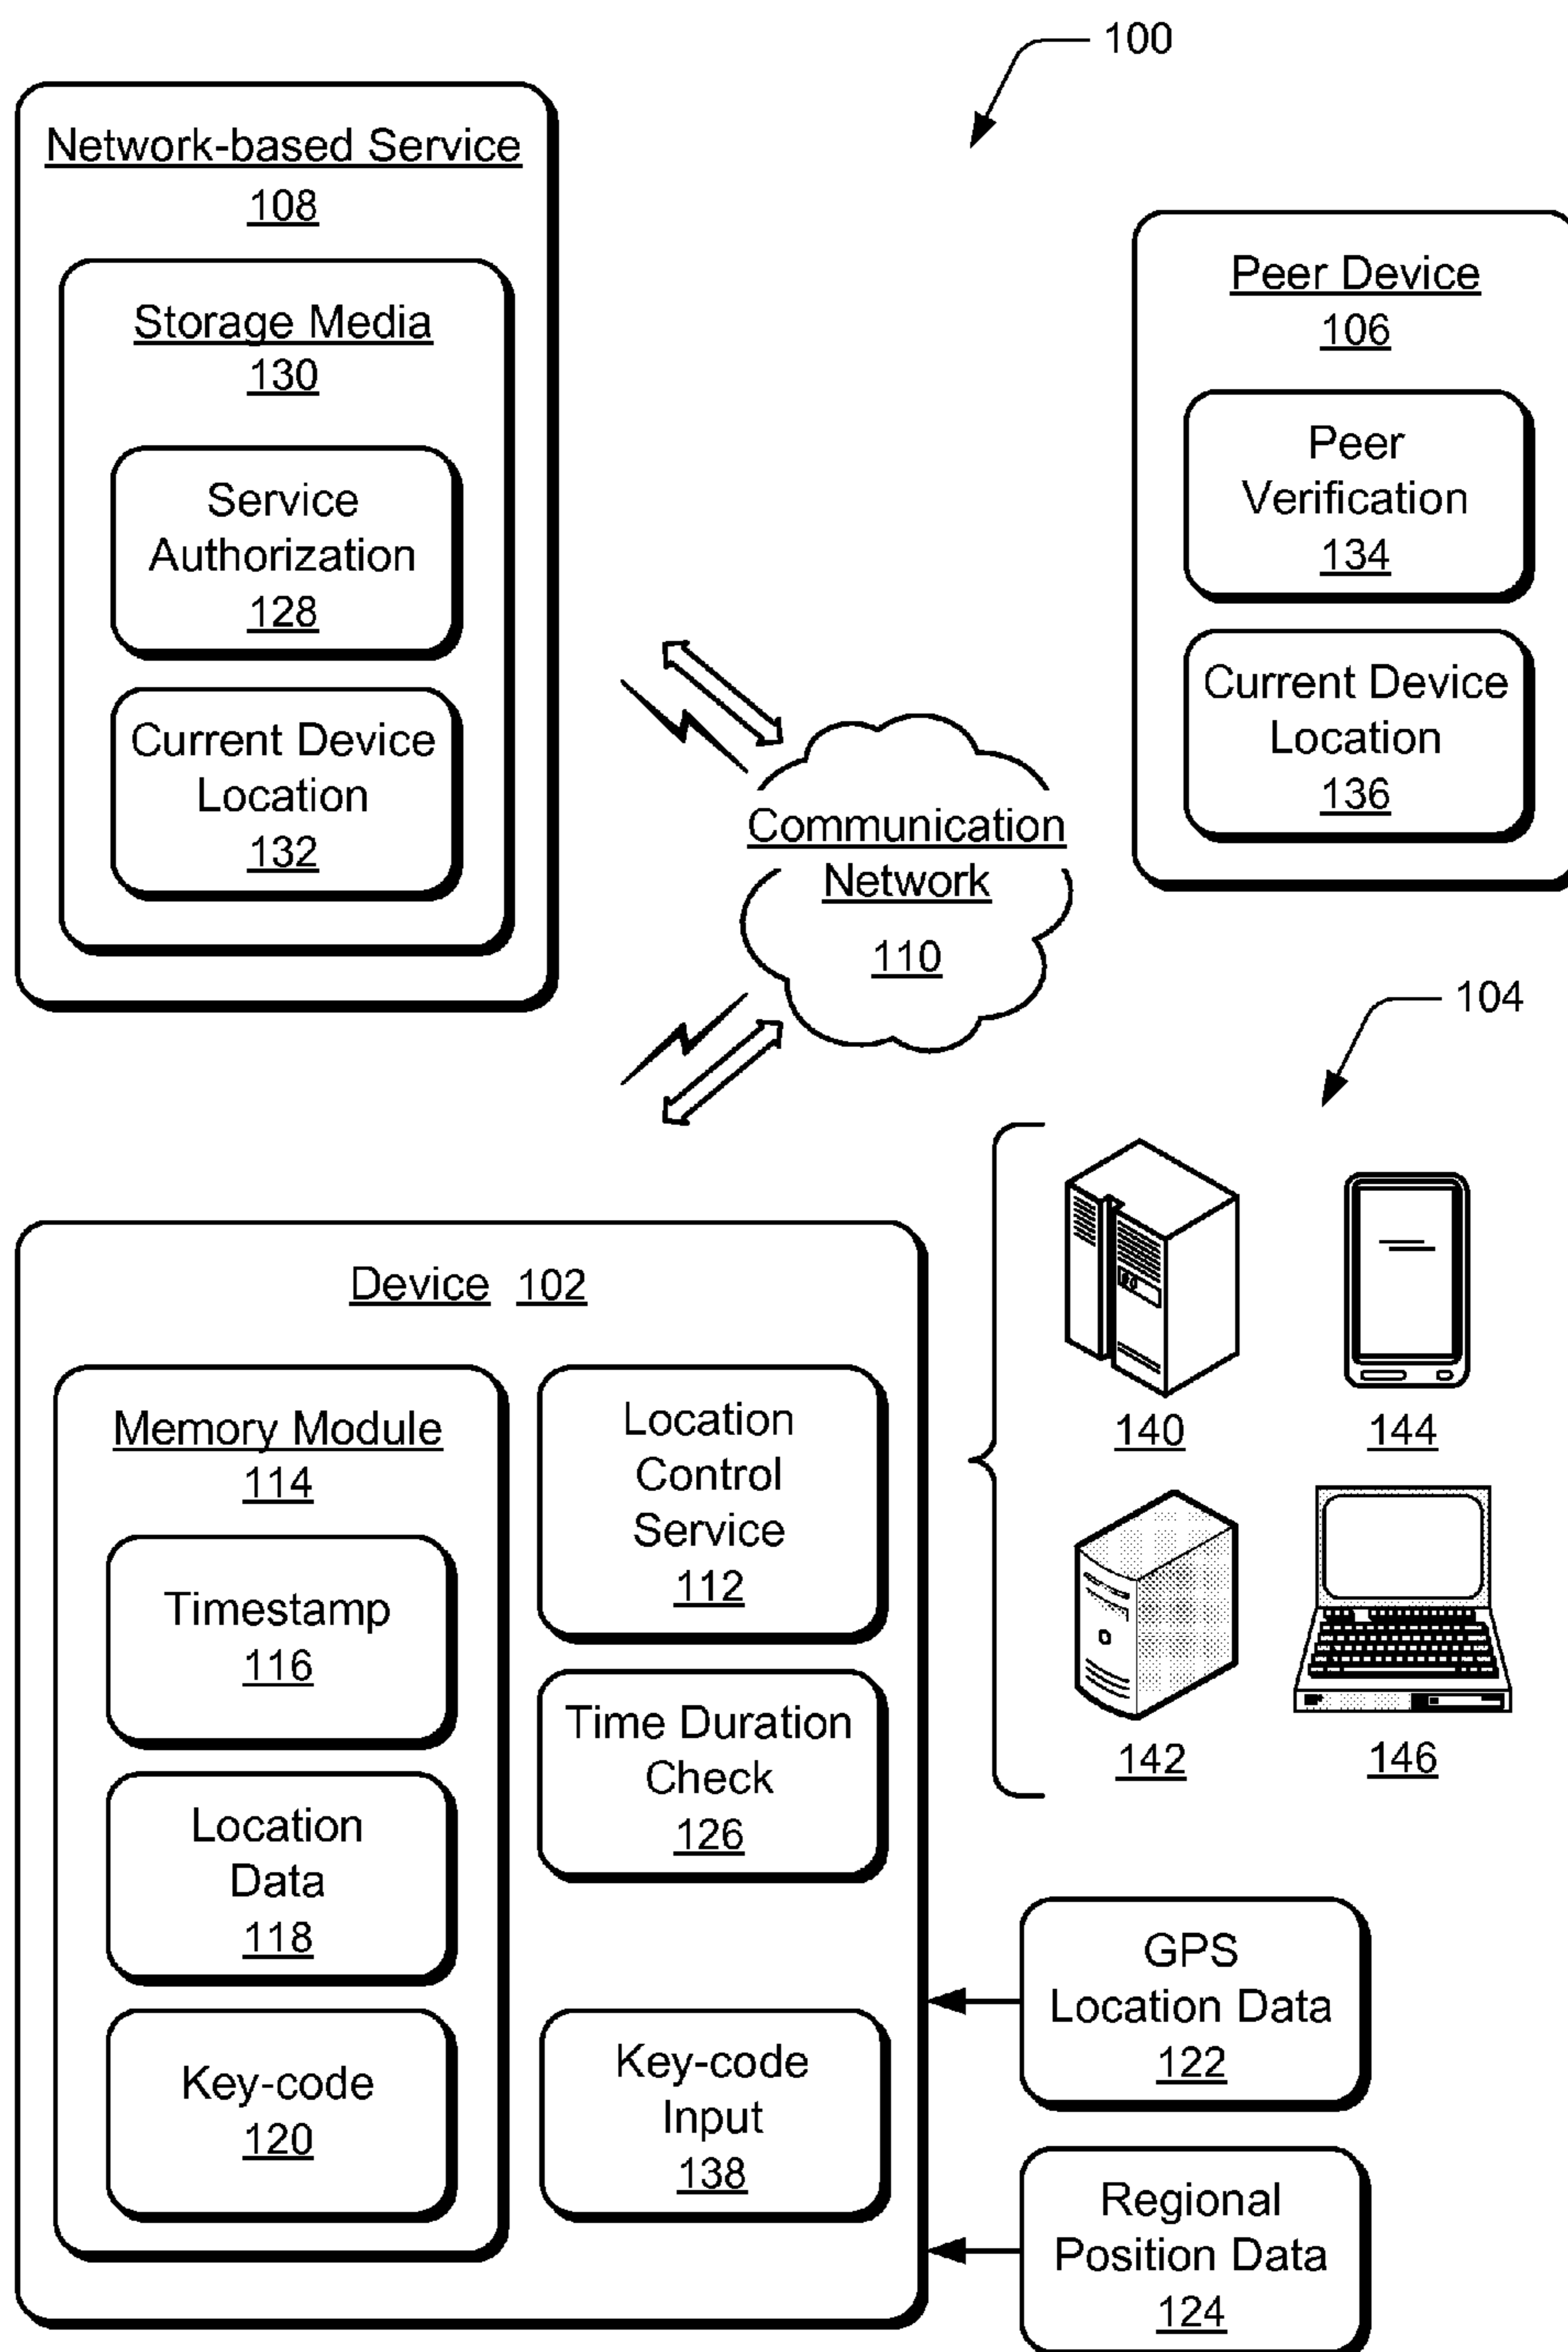 100
Network-based Service
108
Storage Media
130
Service
Authorization
128
Current Device
Location
132
Peer Device
106
Peer
Verification
134
Current Device
Location
136
Communication
Network
110
104
Device 102
Memory Module
114
Timestamp
116
Location
Data
118
Key-code
120
Location
Control
Service
112
Time Duration
Check
126
Key-code
Input
138
140
144
142
146
GPS
Location Data
122
Regional
Position Data
124